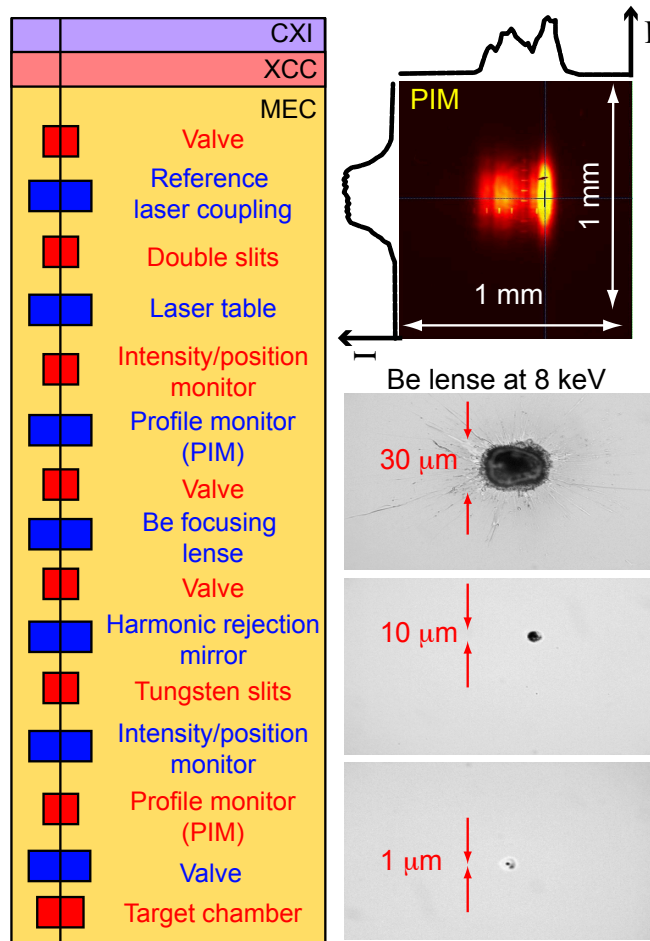 CXI
XCC
MEC
Valve
Reference
laser coupling
Double slits
Laser table
Intensity/position
monitor
Profile monitor
(PIM)
Valve
Be focusing
lense
Valve
Harmonic rejection
mirror
Tungsten slits
Intensity/position
monitor
Profile monitor
(PIM)
Valve
Target chamber
I
PIM
1 mm
1 mm
I
Be lense at 8 keV
30 μm
10 μm
1 μm